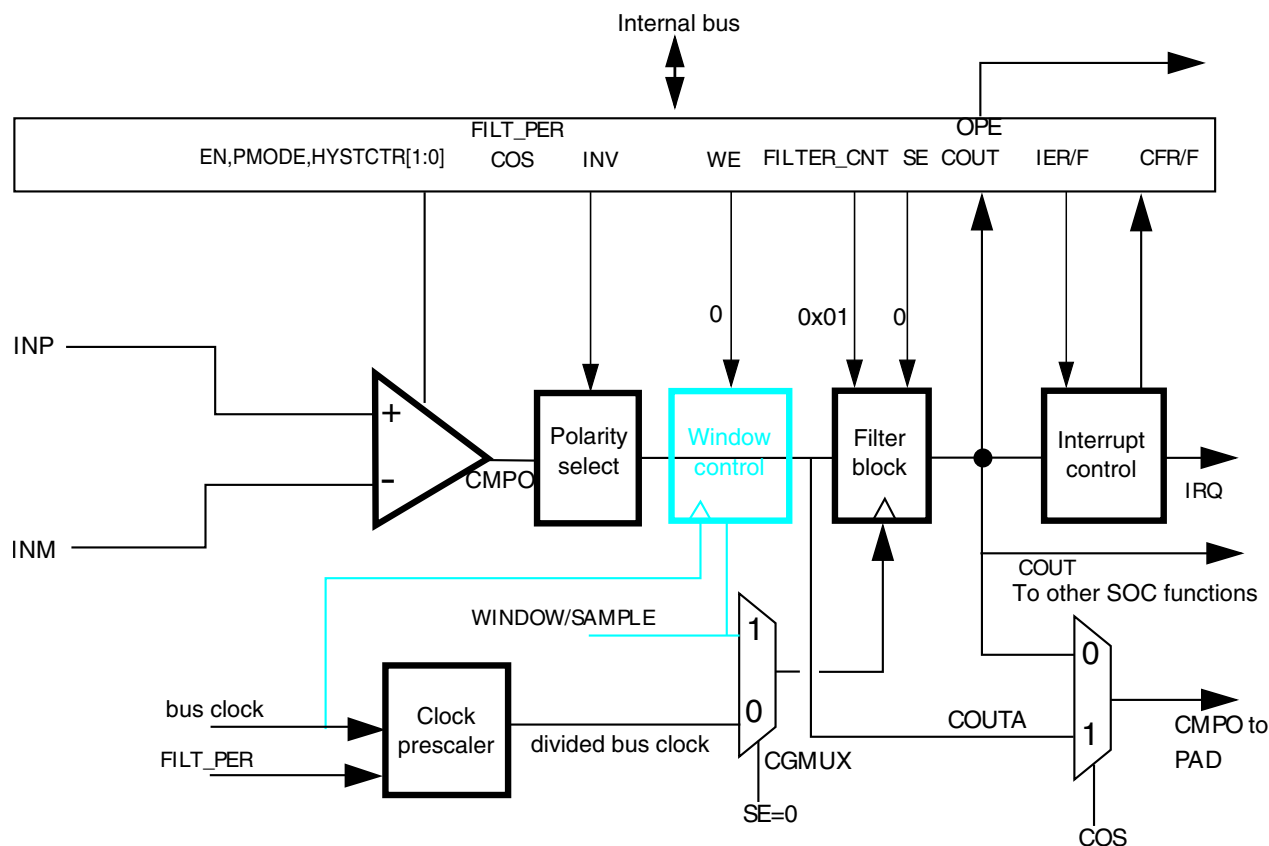 Internal bus
FILT_PER
OPE
EN,PMODE,HYSTCTR[1:0]
COS
INV
WE
FILTER_CNT
SE
COUT
IER/F
CFR/F
0
0x01
0
INP
+
-
INM
CMPO
Polarity
select
Window
control
Filter
block
Interrupt
control
IRQ
COUT
To other SOC functions
WINDOW/SAMPLE
1
0
0
1
bus clock
FILT_PER
Clock
prescaler
divided bus clock
CGMUX
SE=0
COUTA
CMPO to
PAD
COS